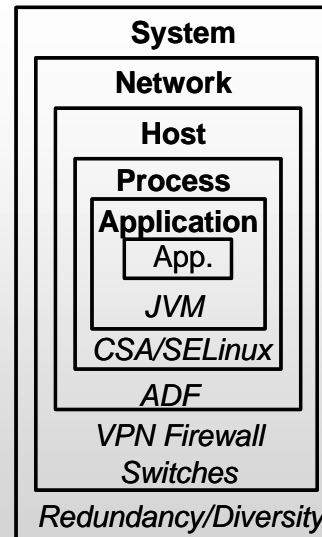 System
Network
Host
Process
Application
App.
JVM
CSA/SELinux
ADF
VPN Firewall
Switches
Redundancy/Diversity